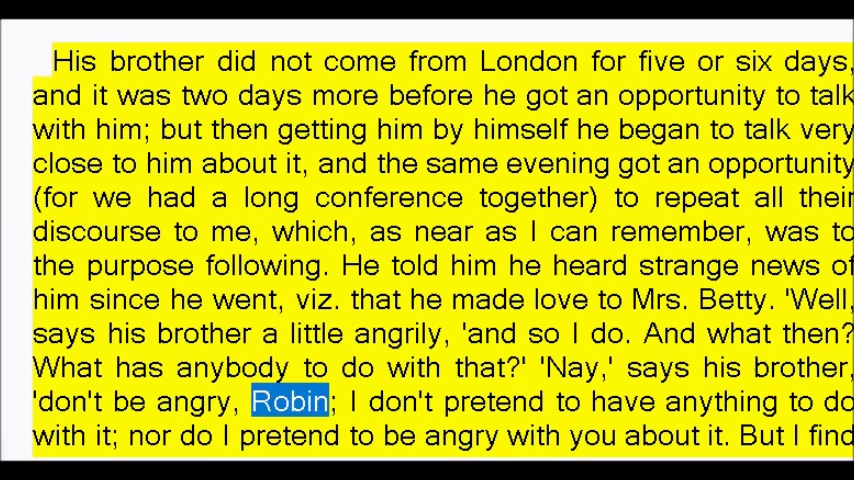 His brother did not come from London for five or six days,
and it was two days more before he got an opportunity to talk
with him; but then getting him by himself he began to talk very
close to him about it, and the same evening got an opportunity
(for we had a long conference together) to repeat all their
discourse to me, which, as near as I can remember, was to
the purpose following. He told him he heard strange news of
him since he went, viz. that he made love to Mrs. Betty. 'Well,
says his brother a little angrily, 'and so I do. And what then?
What has anybody to do with that?' 'Nay,' says his brother,
'don't be angry, Robin; I don't pretend to have anything to do
with it; nor do I pretend to be angry with you about it. But I find